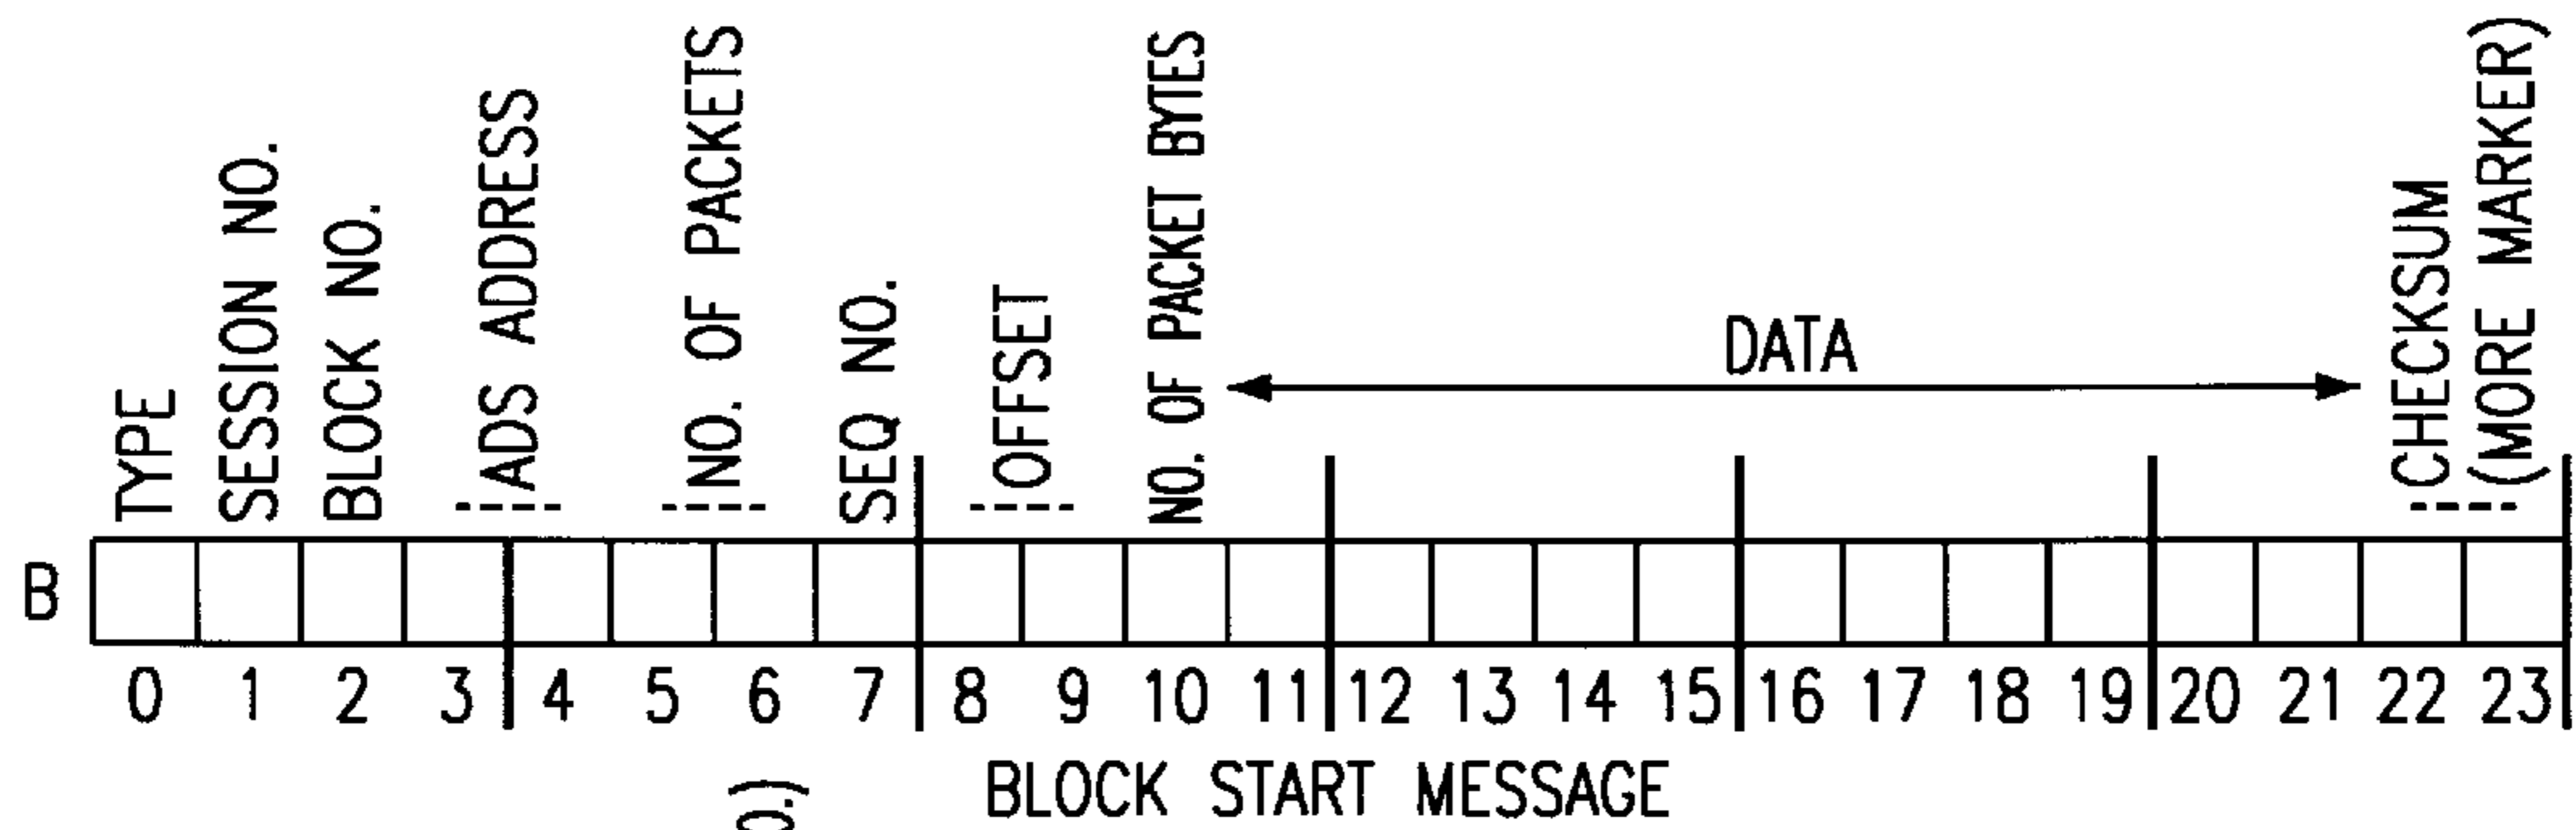 TYPE
SESSION NO.
BLOCK NO.
ADS ADDRESS
NO. OF PACKETS
SEQ NO.
OFFSET
NO. OF PACKET BYTES
DATA
CHECKSUM
(MORE MARKER)
B
0 1 2 3 4 5 6 7 8 9 10 11 12 13 14 15 16 17 18 19 20 21 22 23
BLOCK START MESSAGE